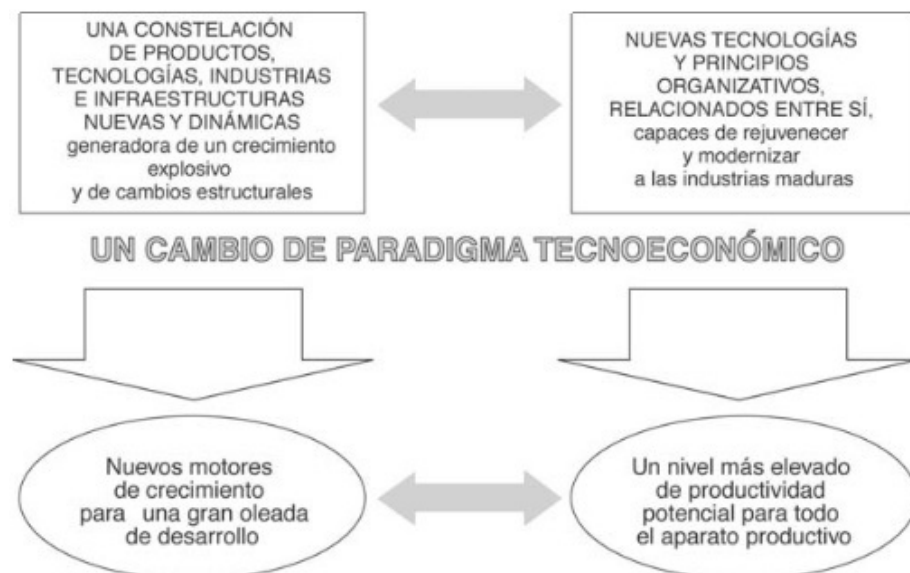 UNA CONSTELACIÓN
DE PRODUCTOS,
TECNOLOGÍAS, INDUSTRIAS
E INFRAESTRUCTURAS
NUEVAS Y DINÁMICAS
generadora de un crecimiento
explosivo
y de cambios estructurales
NUEVAS TECNOLOGÍAS
Y PRINCIPIOS
ORGANIZATIVOS,
RELACIONADOS ENTRE SÍ,
capaces de rejuvenecer
y modernizar
a las industrias maduras
UN CAMBIO DE PARADIGMA TECNOECONÓMICO
Nuevos motores
de crecimiento
para una gran oleada
de desarrollo
Un nivel más elevado
de productividad
potencial para todo
el aparato productivo